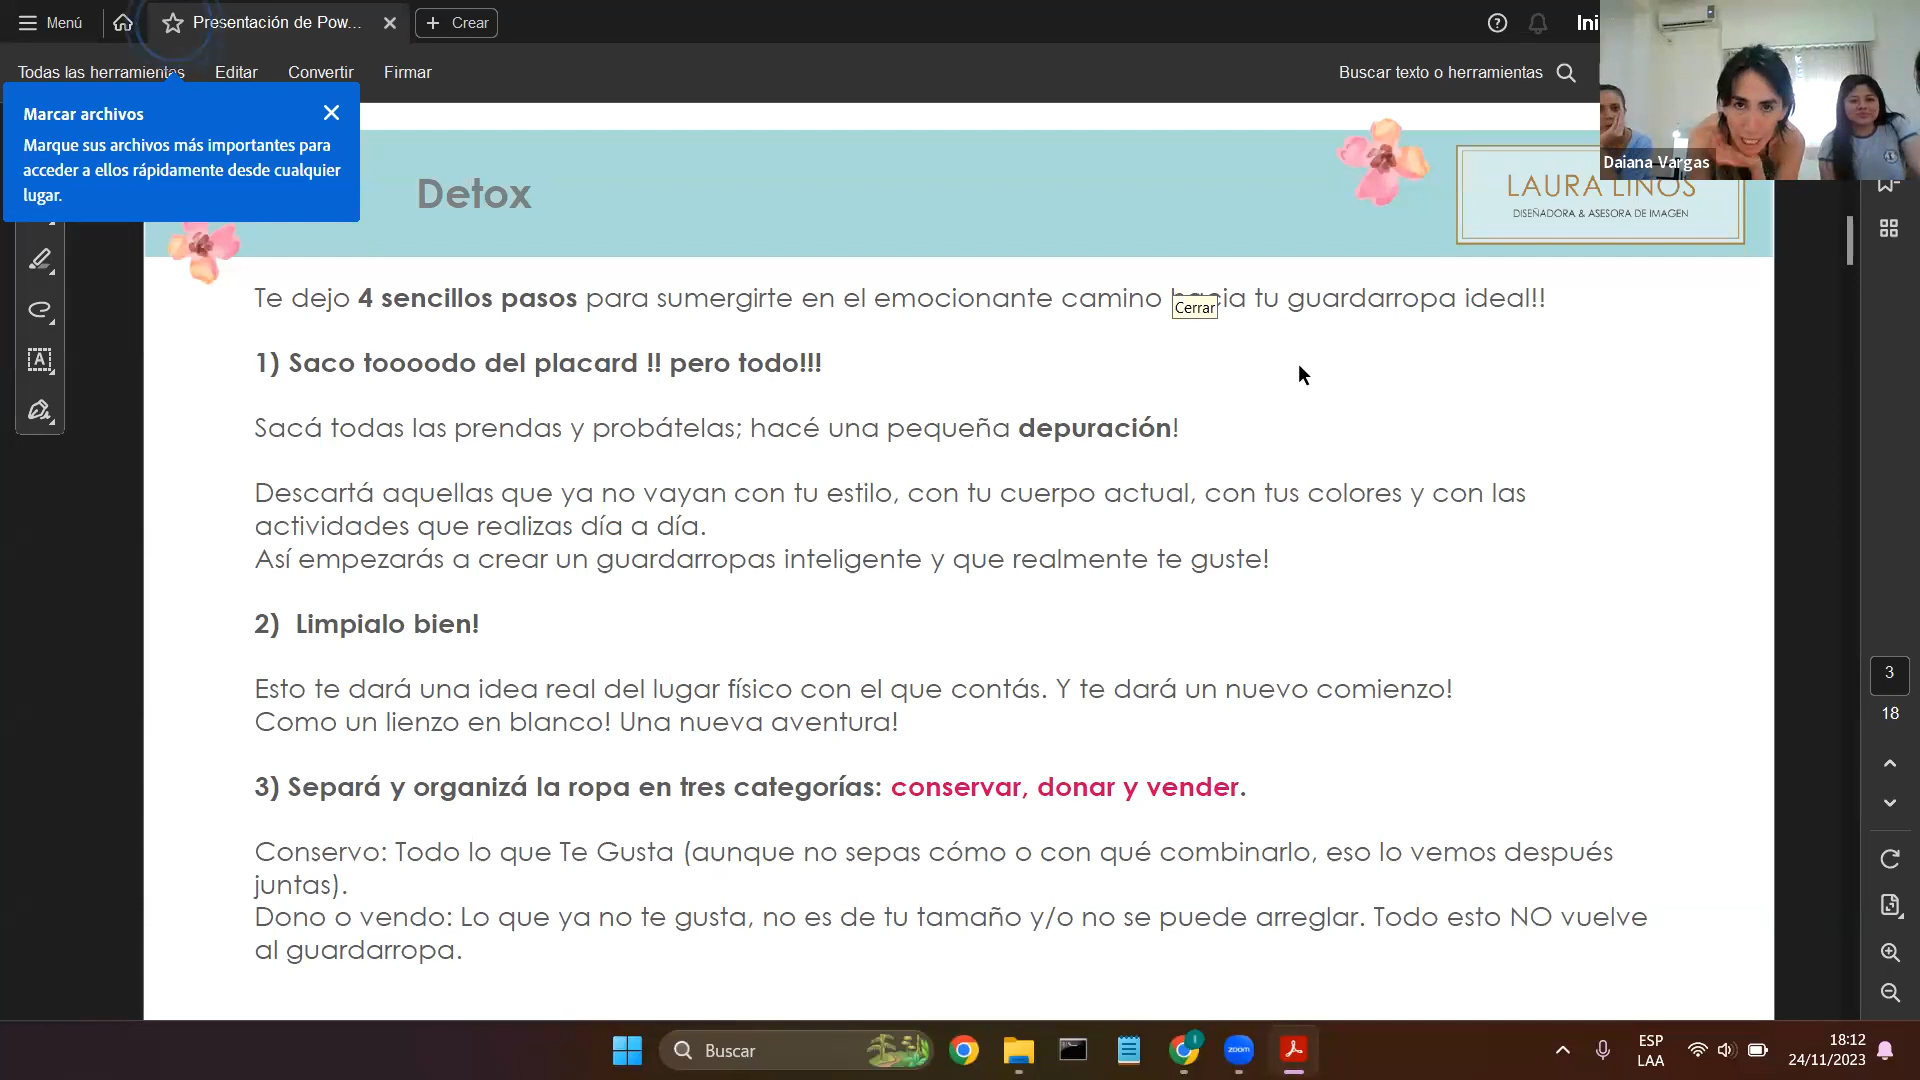 Menú
Presentación de Pow...
Crear
Ini
Todas las herramientas
Editar
Convertir
Firmar
Buscar texto o herramientas
Marcar archivos
Marque sus archivos más importantes para
acceder a ellos rápidamente desde cualquier
lugar.
Daiana Vargas
Detox
LAURA LINOS
DISEÑADORA & ASESORA DE IMAGEN
Te dejo 4 sencillos pasos para sumergirte en el emocionante camino hacia tu guardarropa ideal!!
Cerrar
1) Saco toooodo del placard !! pero todo!!!
Sacá todas las prendas y probátelas; hacé una pequeña depuración!
Descartá aquellas que ya no vayan con tu estilo, con tu cuerpo actual, con tus colores y con las
actividades que realizas día a día.
Así empezarás a crear un guardarropas inteligente y que realmente te guste!
2) Limpialo bien!
Esto te dará una idea real del lugar físico con el que contás. Y te dará un nuevo comienzo!
Como un lienzo en blanco! Una nueva aventura!
3) Separá y organizá la ropa en tres categorías: conservar, donar y vender.
Conservo: Todo lo que Te Gusta (aunque no sepas cómo o con qué combinarlo, eso lo vemos después
juntas).
Dono o vendo: Lo que ya no te gusta, no es de tu tamaño y/o no se puede arreglar. Todo esto NO vuelve
al guardarropa.
3
18
Buscar
zoom
ESP
LAA
18:12
24/11/2023